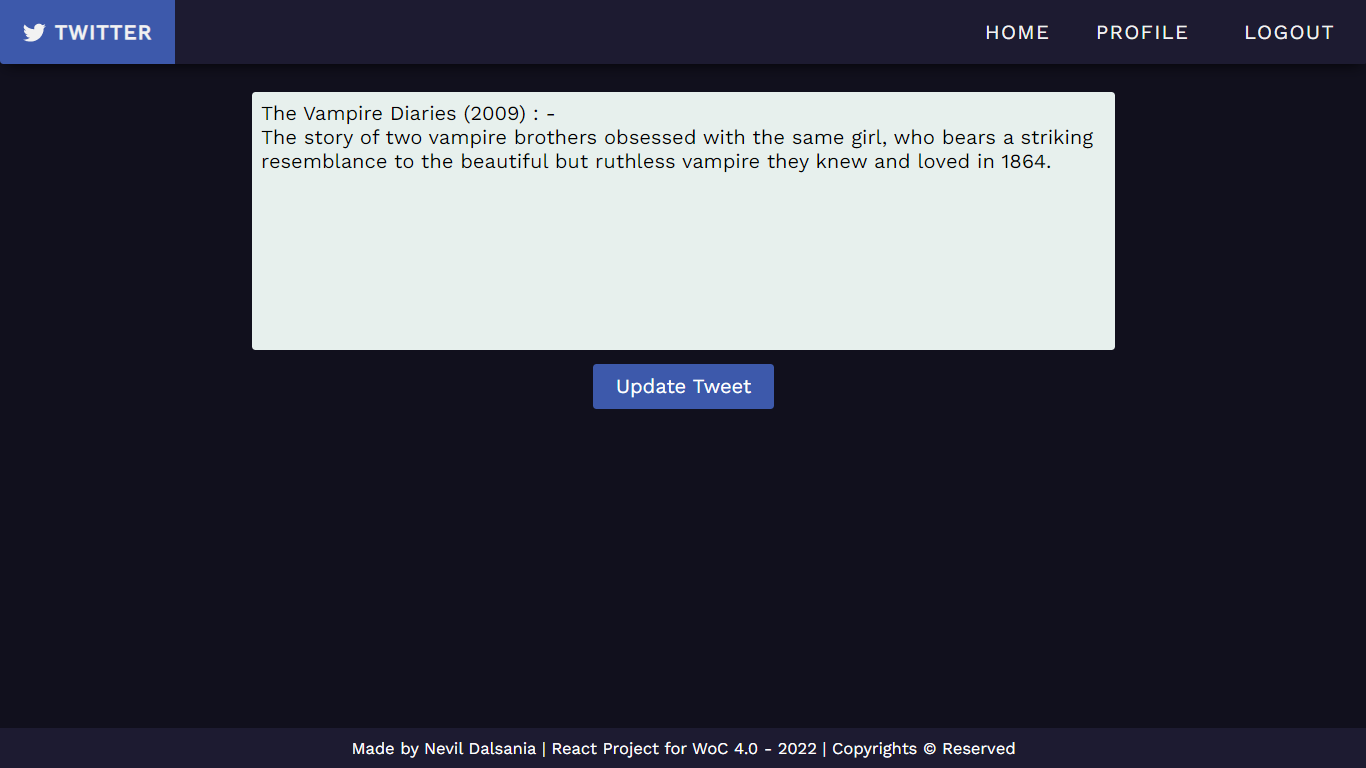 TWITTER
HOME
PROFILE
LOGOUT
The Vampire Diaries (2009) : -
The story of two vampire brothers obsessed with the same girl, who bears a striking
resemblance to the beautiful but ruthless vampire they knew and loved in 1864.
Update Tweet
Made by Nevil Dalsania | React Project for WoC 4.0 - 2022 | Copyrights © Reserved